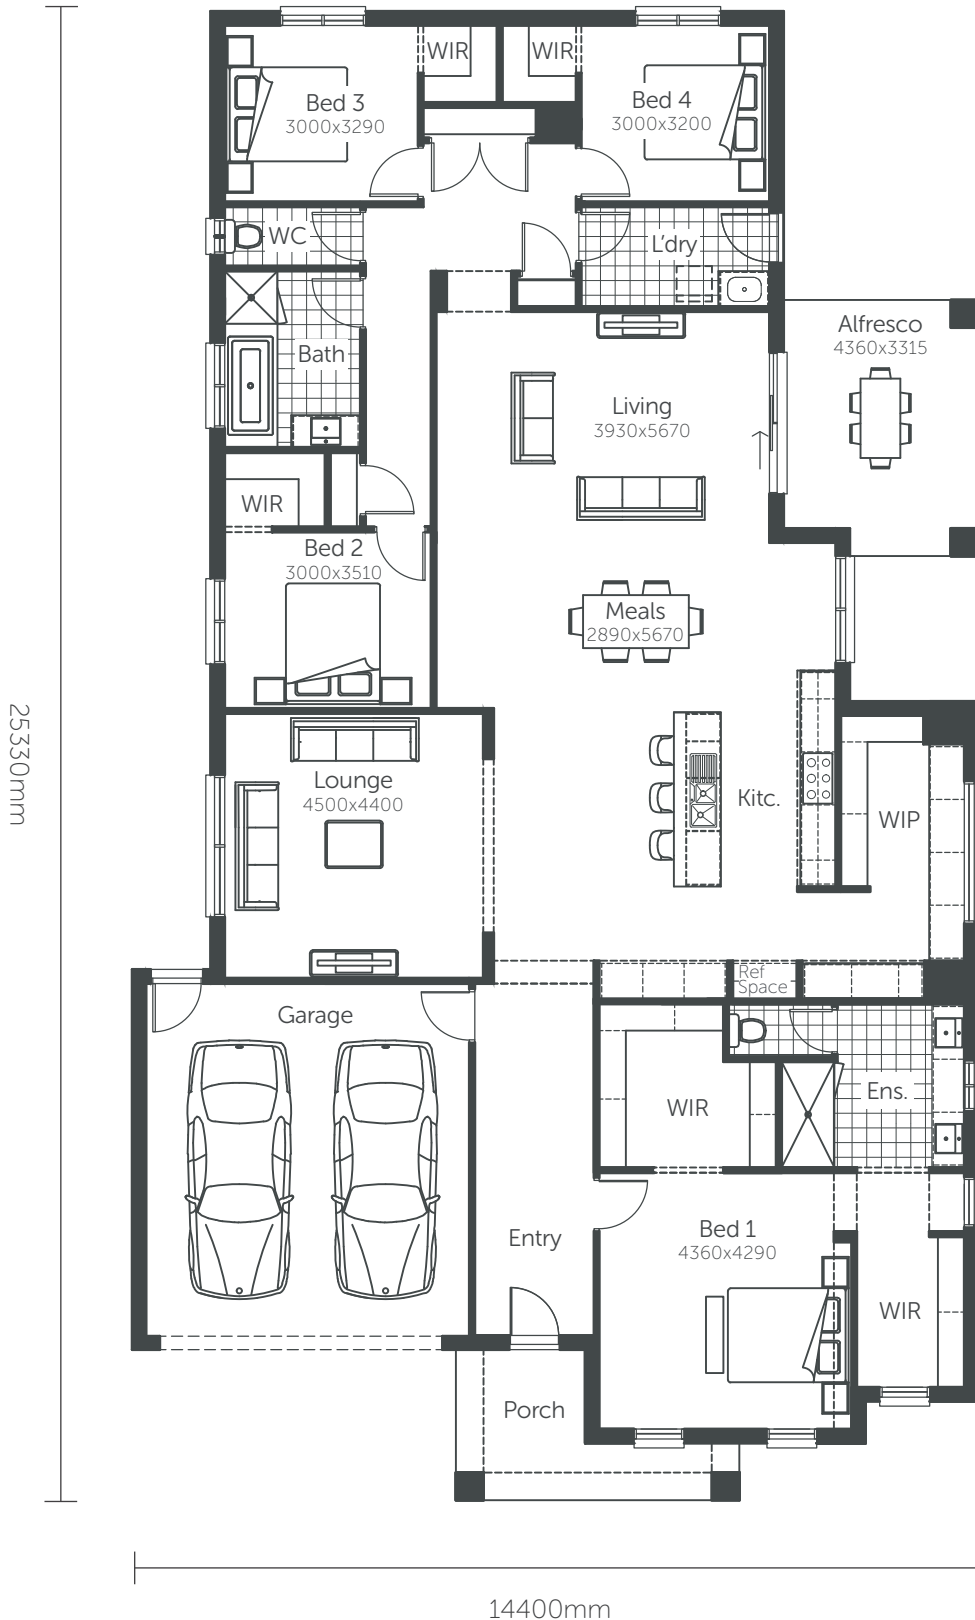 WIR
WIR
Bed 3
3000x3290
Bed 4
3000x3200
WC
L'dry
Alfresco
4360x3315
Bath
Living
3930x5670
WIR
Bed 2
3000x3510
Meals
2890x5670
25330mm
Lounge
4500x4400
Kitc.
WIP
Ref
Space
Garage
Ens.
WIR
Entry
Bed 1
4360x4290
WIR
Porch
14400mm